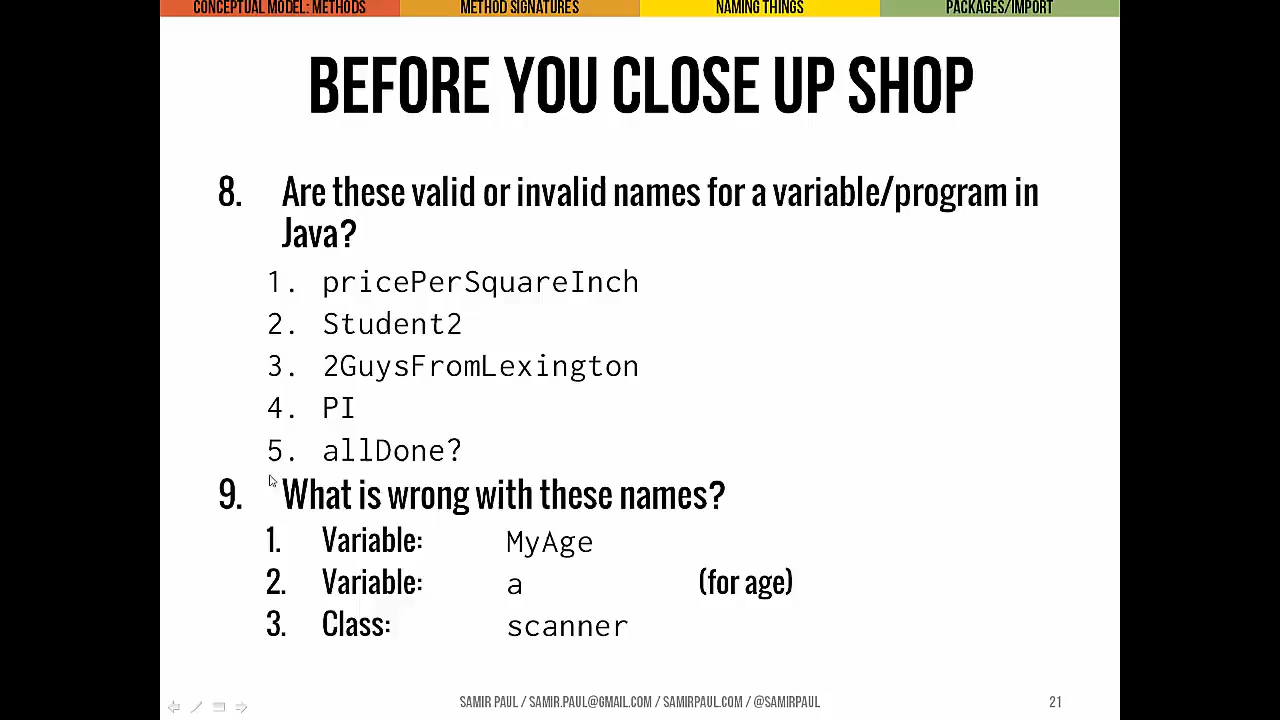 CONCEPTUAL MODEL: METHODS METHOD SIGNATURES NAMING THINGS PACKAGES/IMPORT
BEFORE YOU CLOSE UP SHOP
8. Are these valid or invalid names for a variable/program in
Java?
1. pricePerSquareInch
2. Student2
3. 2GuysFromLexington
4. PI
5. allDone?
9. What is wrong with these names?
1. Variable: MyAge
2. Variable: a (for age)
3. Class: scanner
SAMIR PAUL / SAMIR.PAUL@GMAIL.COM / SAMIRPAUL.COM / @SAMIRPAUL 21